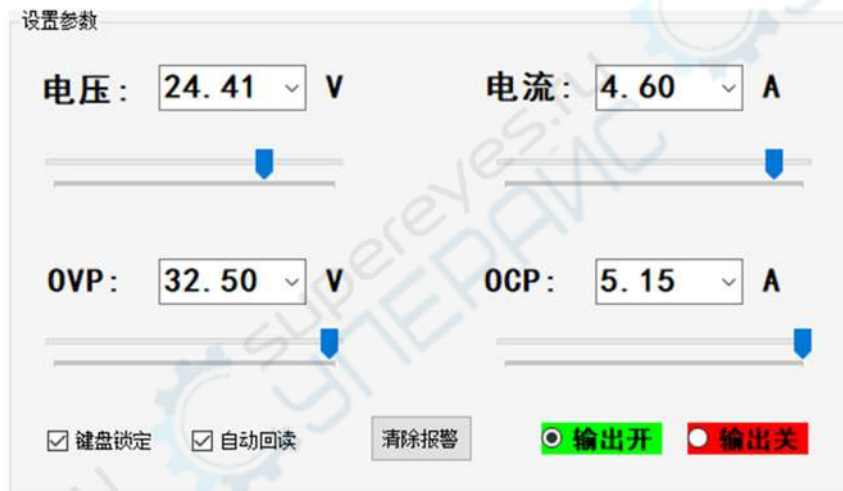 设置参数
电压: 24.41 V 电流: 4.60 A
OVP: 32.50 V OCP: 5.15 A
键盘锁定 自动回读 清除报警 输出开 输出关
supereyes.ru
СУПЕРАЙС